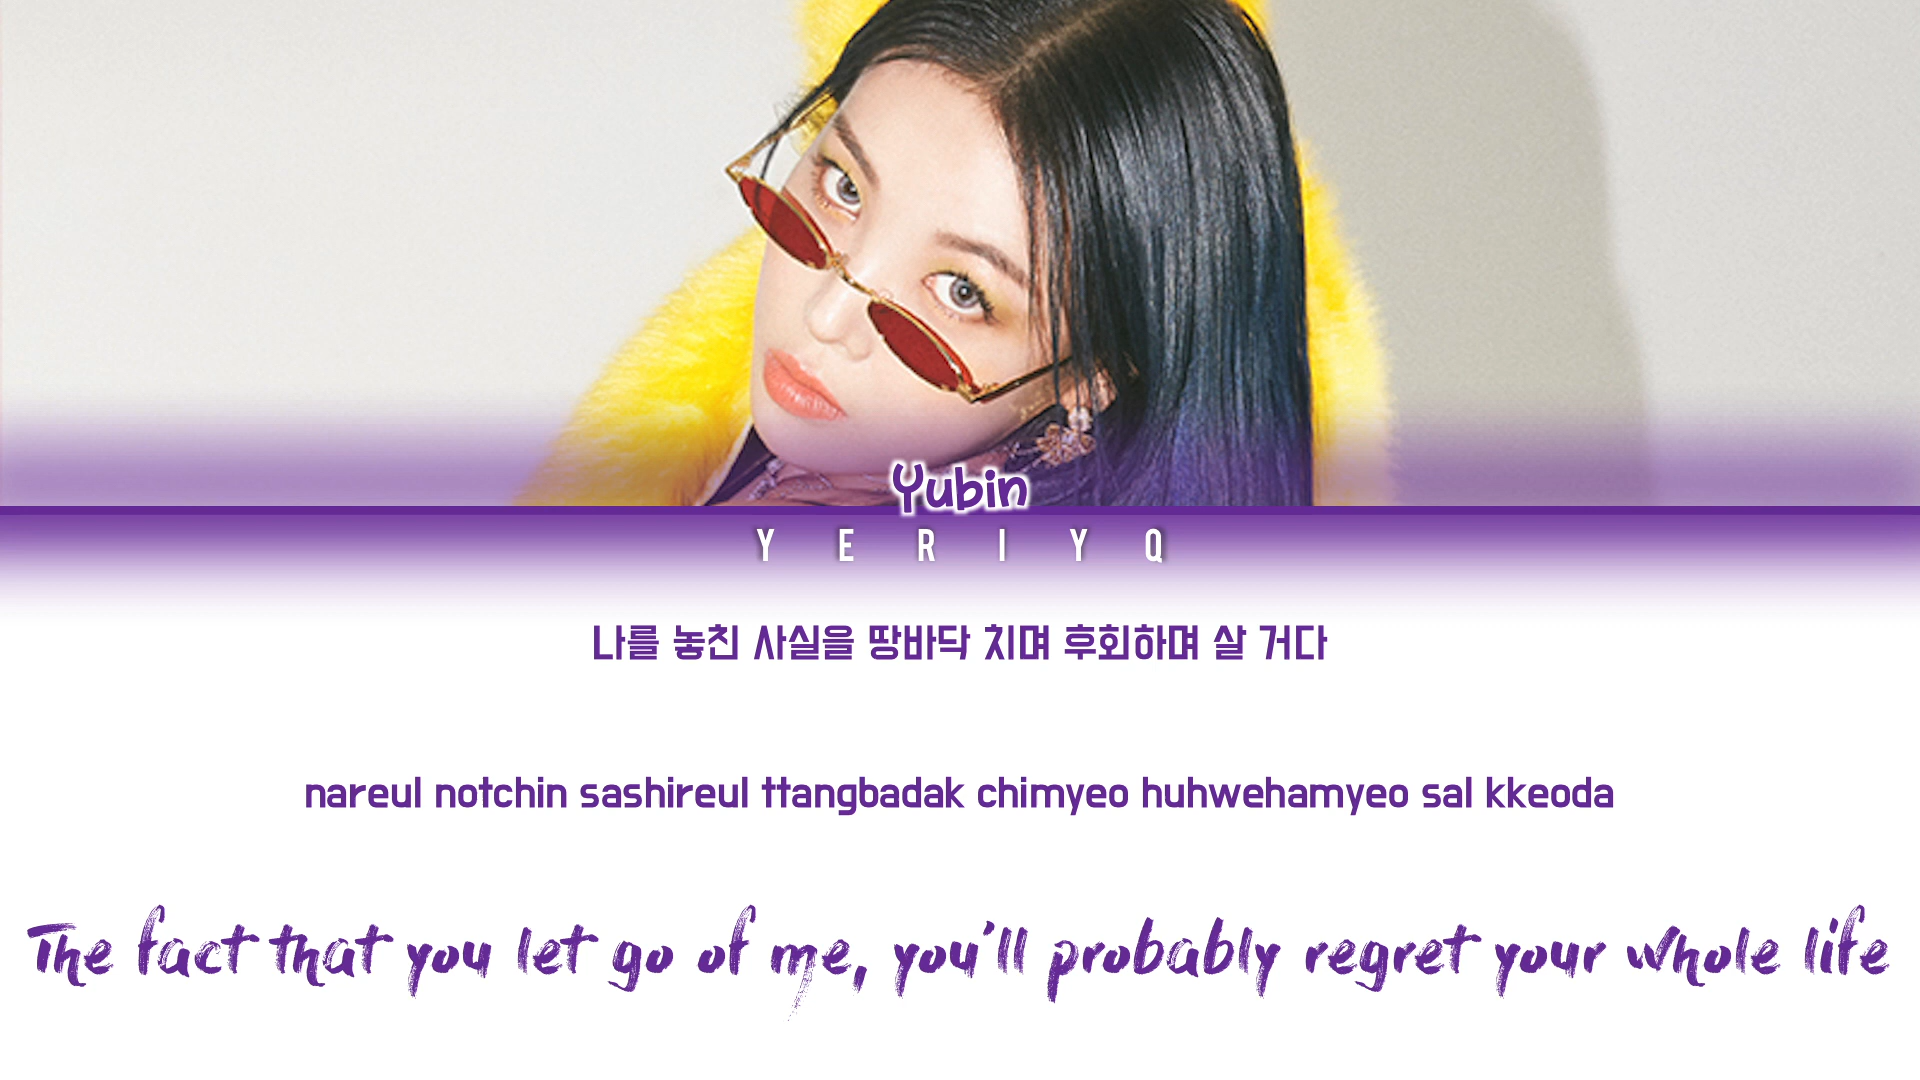 Yubin
YERIYQ
나를 놓친 사실을 땅바닥 치며 후회하며 살 거다
nareul notchin sashireul ttangbadak chimyeo huhwehamyeo sal kkeoda
The fact that you let go of me, you'll probably regret your whole life